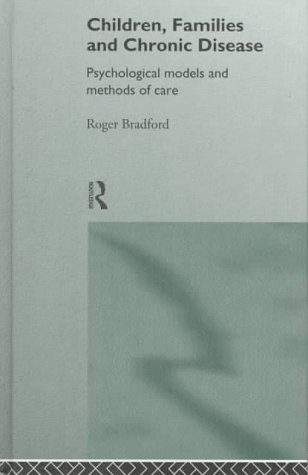 Children, Families
and Chronic Disease
Psychological models and
methods of care
Roger Bradford
ROUTLEDGE